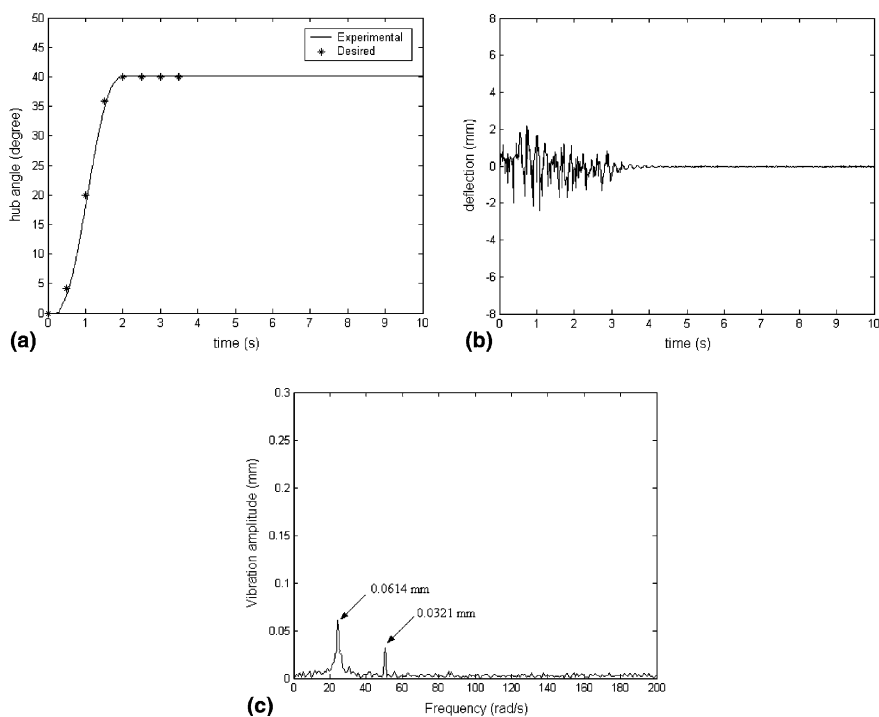 50
45
40
35
30
25
20
15
10
5
0
hub angle (degree)
Experimental
Desired
0 1 2 3 4 5 6 7 8 9 10
time (s)
(a)
8
6
4
2
0
-2
-4
-6
-8
deflection (mm)
0 1 2 3 4 5 6 7 8 9 10
time (s)
(b)
0.3
0.25
0.2
0.15
0.1
0.05
0
Vibration amplitude (mm)
0.0614 mm
0.0321 mm
0 20 40 60 80 100 120 140 160 180 200
Frequency (rad/s)
(c)